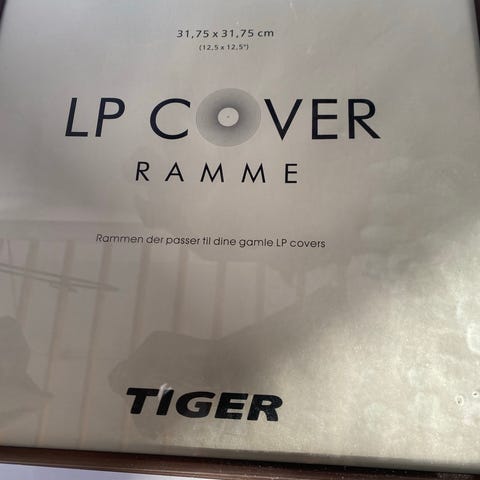 31,75 x 31,75 cm
(12,5 x 12,5")
LP COVER
RAMME
Rammen der passer til dine gamle LP covers
TIGER